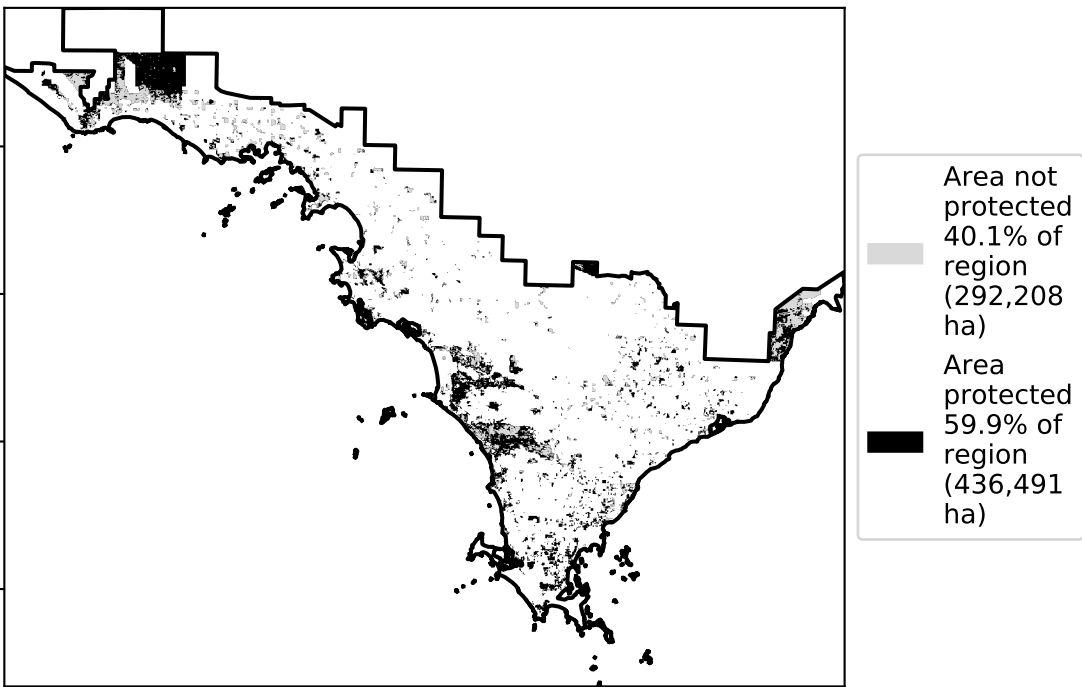 Area not
protected
40.1% of
region
(292,208
ha)
Area
protected
59.9% of
region
(436,491
ha)